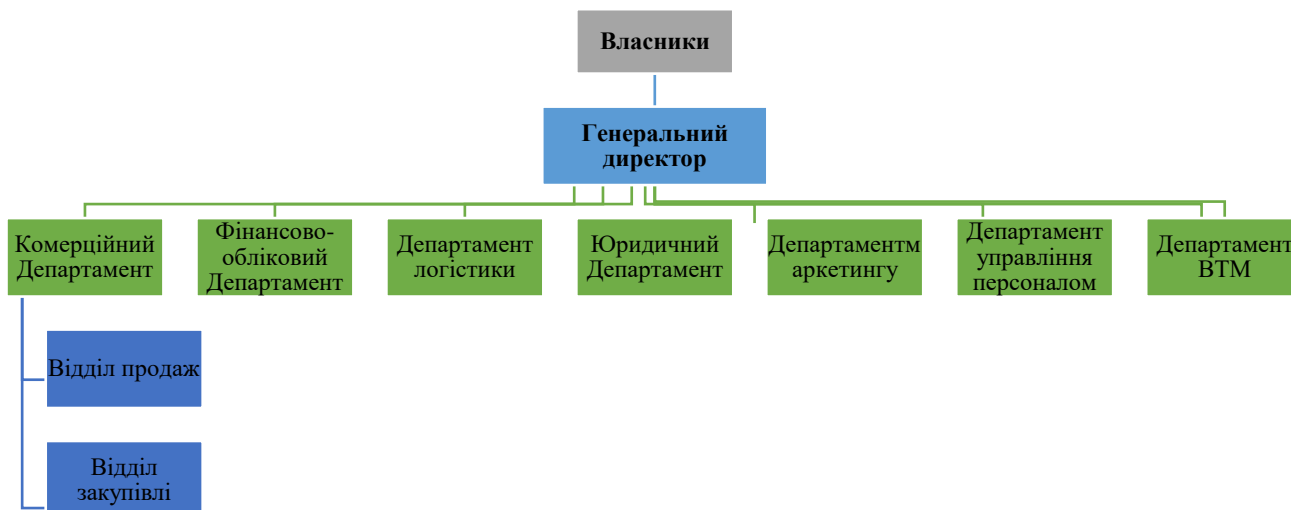 Власники
Генеральний
директор
Комерційний
Департамент
Фінансово-
обліковий
Департамент
Департамент
логістики
Юридичний
Департамент
Департаментм
аркетингу
Департамент
управління
персоналом
Департамент
ВТМ
Відділ продаж
Відділ
закупівлі